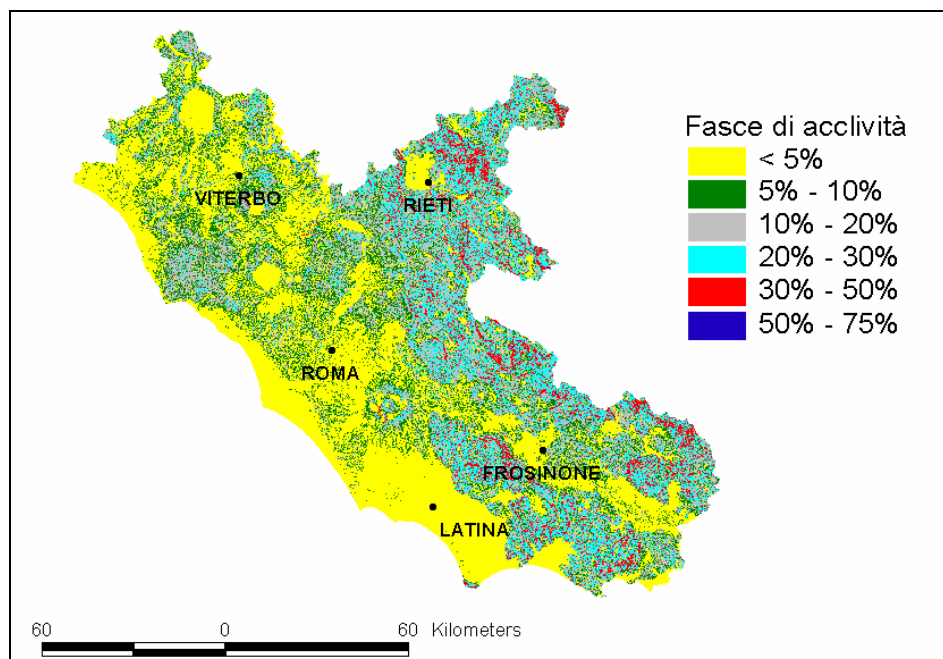 Fasce di acclività
< 5%
5% - 10%
10% - 20%
20% - 30%
30% - 50%
50% - 75%
VITERBO
RIETI
ROMA
FROSINONE
LATINA
60 0 60 Kilometers